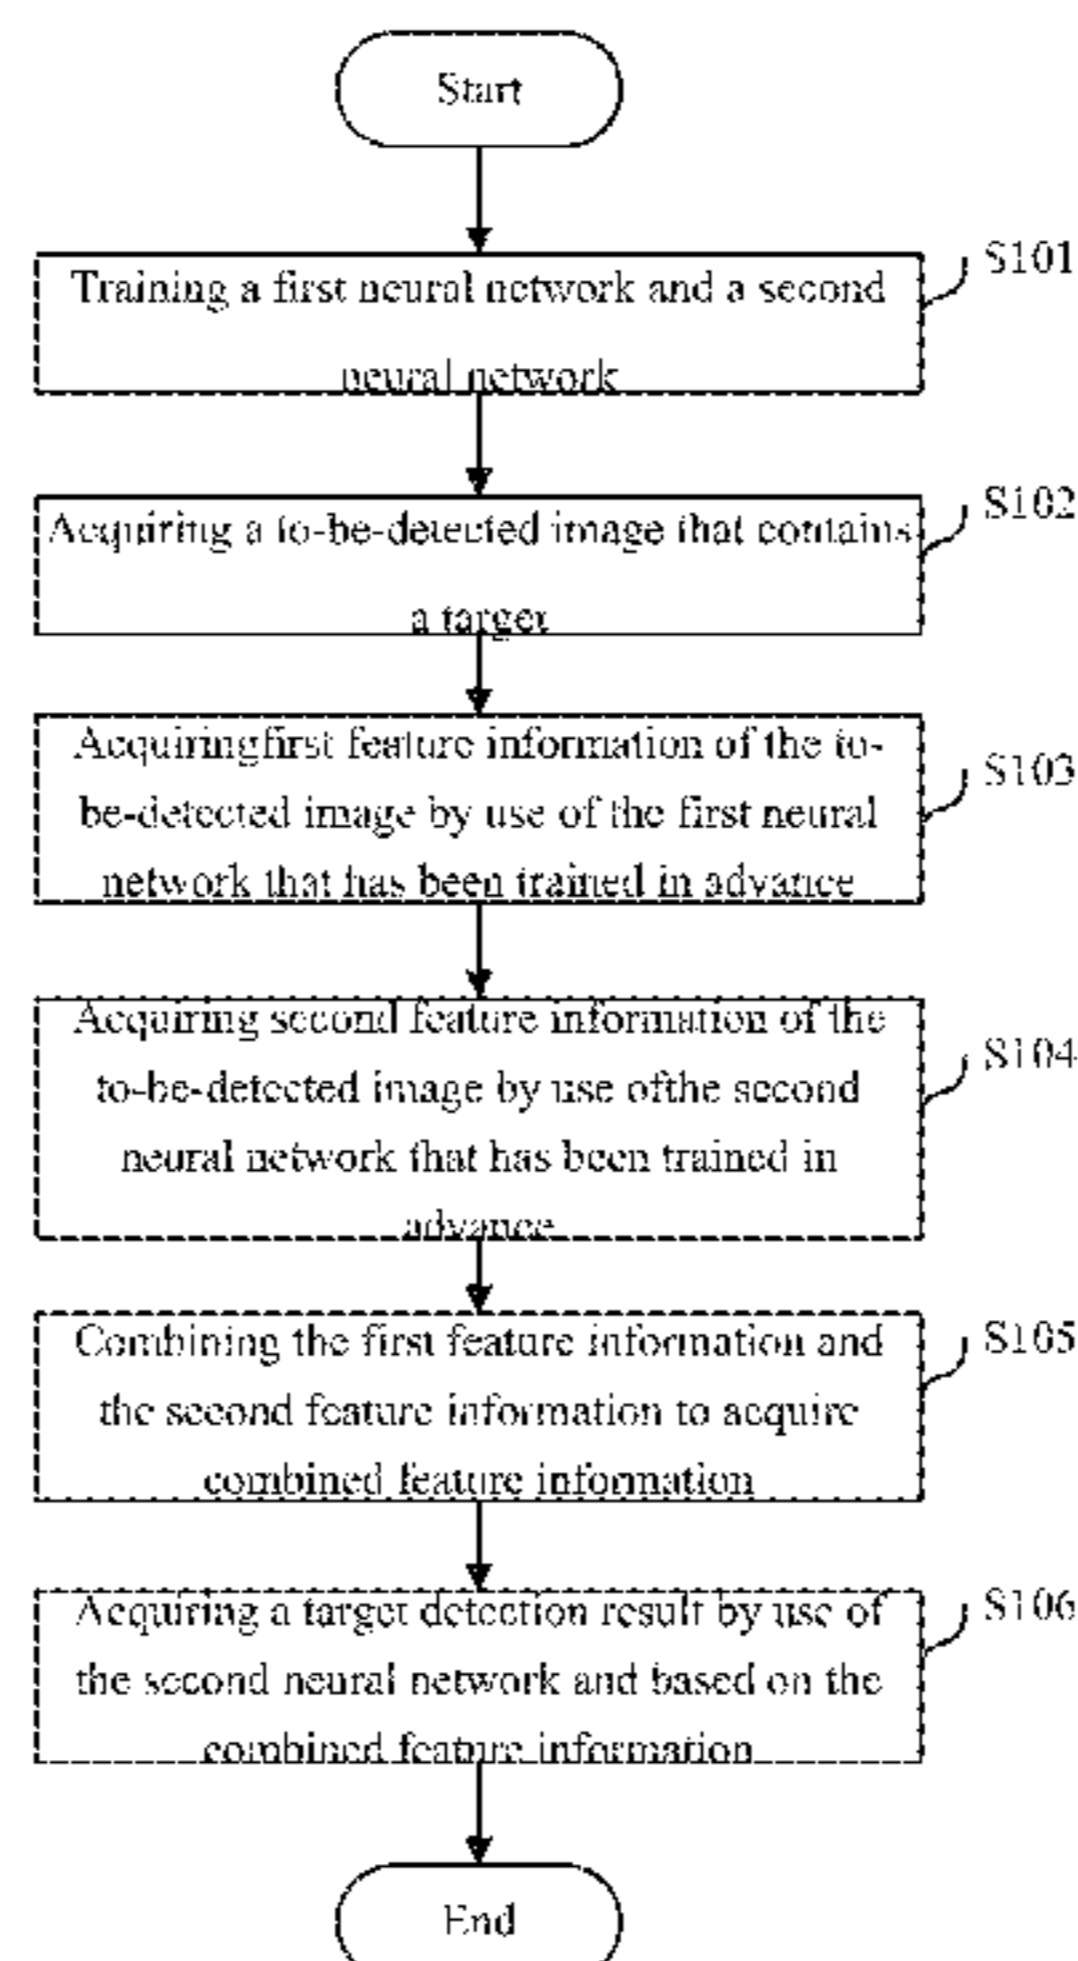 Start
Training a first neural network and a second
neural network
S101
Acquiring a to-be-detected image that contains
a target
S102
Acquiringfirst feature information of the to-
be-detected image by use of the first neural
network that has been trained in advance
S103
Acquiring second feature information of the
to-be-detected image by use ofthe second
neural network that has been trained in
advance
S104
Combining the first feature information and
the second feature information to acquire
combined feature information
S105
Acquiring a target detection result by use of
the second neural network and based on the
combined feature information
S106
End